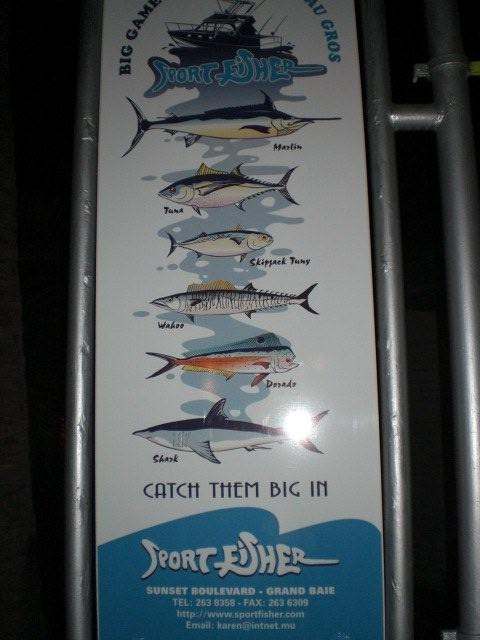 BIG GAME
AU GROS
SPORT FISHER
Marlin
Tuna
Skipjack Tuny
Wahoo
Dorado
Shark
CATCH THEM BIG IN
SPORT FISHER
SUNSET BOULEVARD - GRAND BAIE
TEL: 263 8358 - FAX: 263 6309
http://www.sportfisher.com
Email: karen@intnet.mu